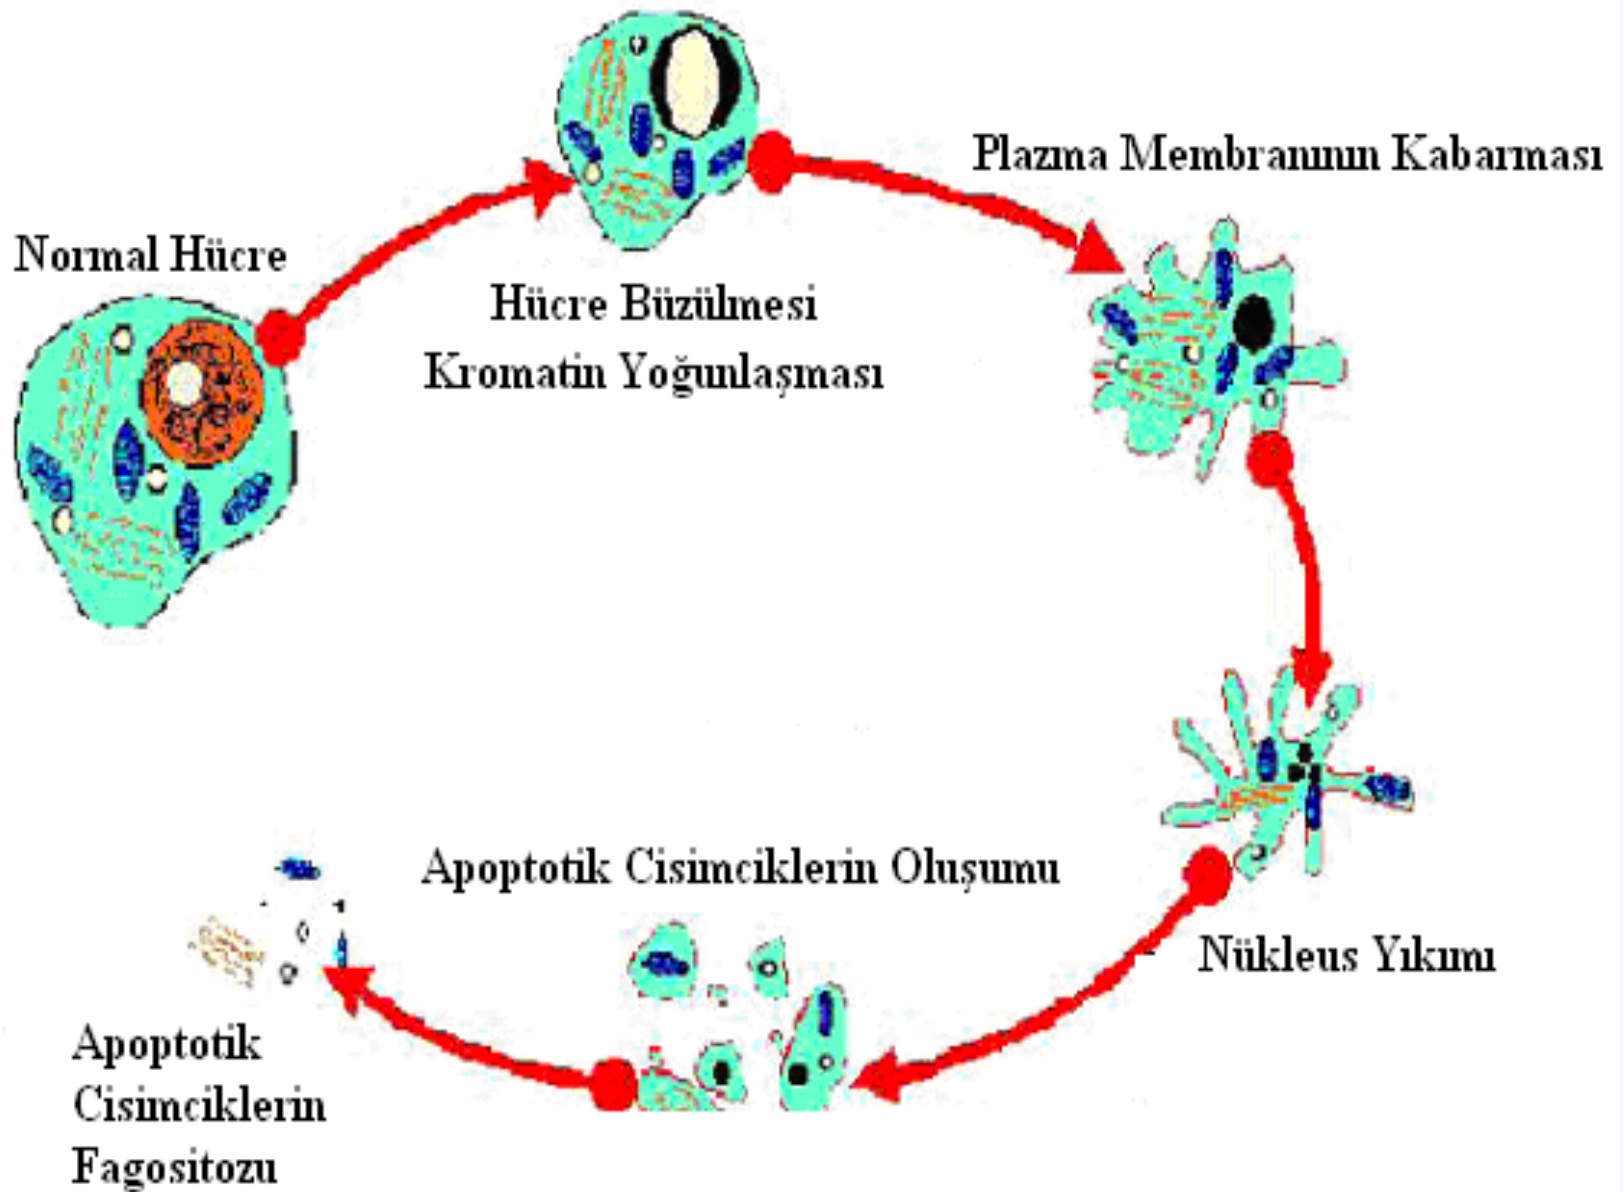 Normal Hücre
Hücre Büzülmesi
Kromatin Yoğunlaşması
Plazma Membranının Kabarması
Nükleus Yıkımı
Apoptotik Cisimciklerin Oluşumu
Apoptotik
Cisimciklerin
Fagositozu